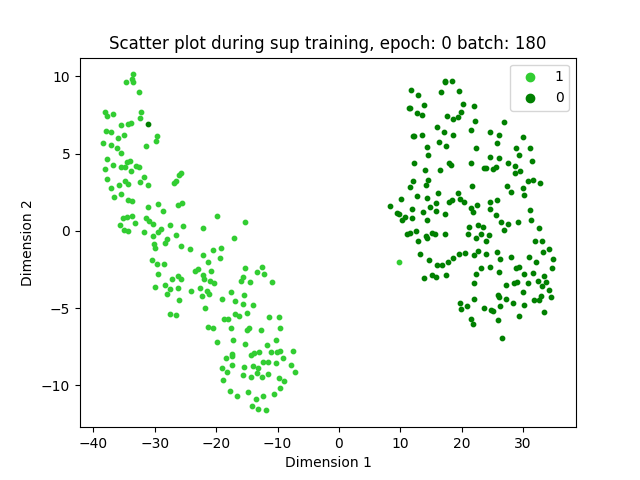 Scatter plot during sup training, epoch: 0 batch: 180
1
0
10
5
0
−5
−10
Dimension 2
−40 −30 −20 −10 0 10 20 30
Dimension 1